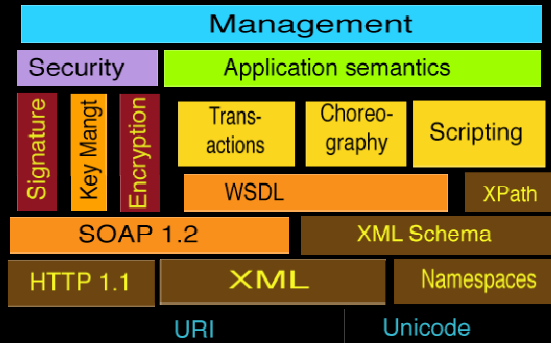 Management
Security
Application semantics
Signature
Key Mangt
Encryption
Trans-
actions
Choreo-
graphy
Scripting
WSDL
XPath
SOAP 1.2
XML Schema
HTTP 1.1
XML
Namespaces
URI
Unicode